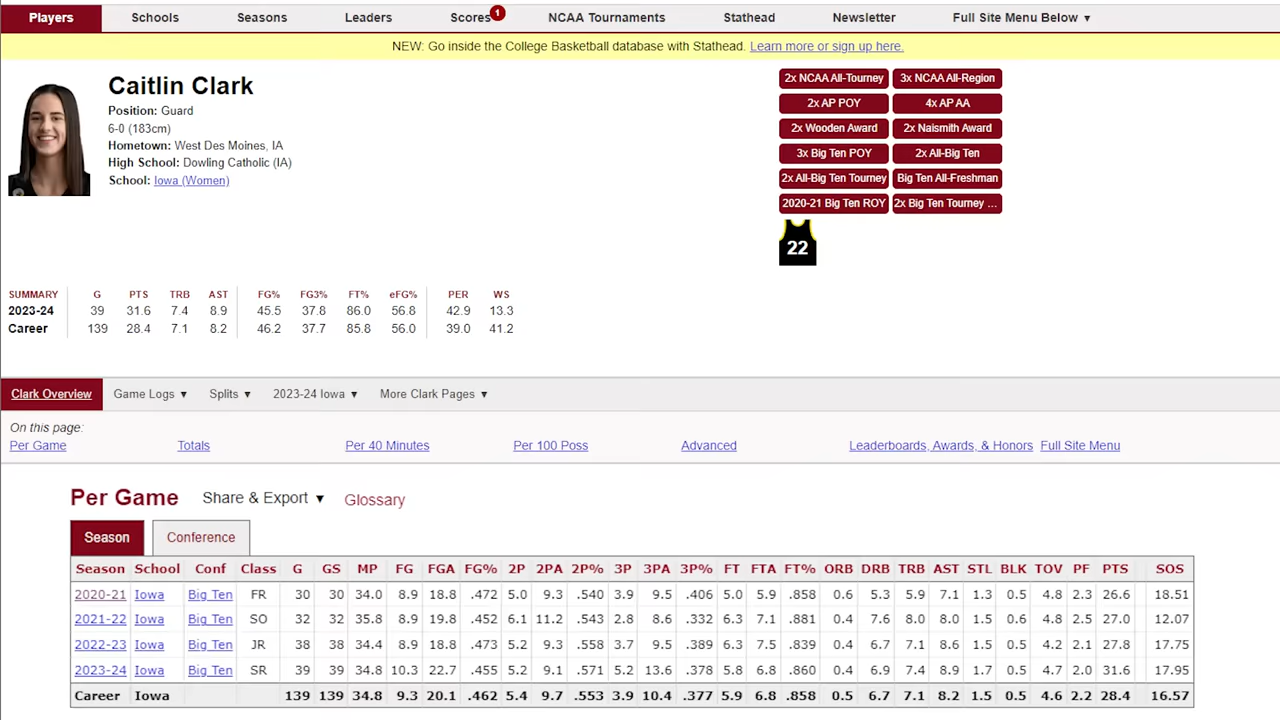 Players Schools Seasons Leaders Scores 1 NCAA Tournaments Stathead Newsletter Full Site Menu Below ▼
NEW: Go inside the College Basketball database with Stathead. Learn more or sign up here.
Caitlin Clark
Position: Guard
6-0 (183cm)
Hometown: West Des Moines, IA
High School: Dowling Catholic (IA)
School: Iowa (Women)
2x NCAA All-Tourney 3x NCAA All-Region
2x AP POY 4x AP AA
2x Wooden Award 2x Naismith Award
3x Big Ten POY 2x All-Big Ten
2x All-Big Ten Tourney Big Ten All-Freshman
2020-21 Big Ten ROY 2x Big Ten Tourney ...
22
SUMMARY G PTS TRB AST FG% FG3% FT% eFG% PER WS
2023-24 39 31.6 7.4 8.9 45.5 37.8 86.0 56.8 42.9 13.3
Career 139 28.4 7.1 8.2 46.2 37.7 85.8 56.0 39.0 41.2
Clark Overview Game Logs ▼ Splits ▼ 2023-24 Iowa ▼ More Clark Pages ▼
On this page:
Per Game Totals Per 40 Minutes Per 100 Poss Advanced Leaderboards, Awards, & Honors Full Site Menu
Per Game Share & Export ▼ Glossary
Season Conference
Season School Conf Class G GS MP FG FGA FG% 2P 2PA 2P% 3P 3PA 3P% FT FTA FT% ORB DRB TRB AST STL BLK TOV PF PTS SOS
2020-21 Iowa Big Ten FR 30 30 34.0 8.9 18.8 .472 5.0 9.3 .540 3.9 9.5 .406 5.0 5.9 .858 0.6 5.3 5.9 7.1 1.3 0.5 4.8 2.3 26.6 18.51
2021-22 Iowa Big Ten SO 32 32 35.8 8.9 19.8 .452 6.1 11.2 .543 2.8 8.6 .332 6.3 7.1 .881 0.4 7.6 8.0 8.0 1.5 0.6 4.8 2.5 27.0 12.07
2022-23 Iowa Big Ten JR 38 38 34.4 8.9 18.8 .473 5.2 9.3 .558 3.7 9.5 .389 6.3 7.5 .839 0.4 6.7 7.1 8.6 1.5 0.5 4.2 2.1 27.8 17.75
2023-24 Iowa Big Ten SR 39 39 34.8 10.3 22.7 .455 5.2 9.1 .571 5.2 13.6 .378 5.8 6.8 .860 0.4 6.9 7.4 8.9 1.7 0.5 4.7 2.0 31.6 17.95
Career Iowa 139 139 34.8 9.3 20.1 .462 5.4 9.7 .553 3.9 10.4 .377 5.9 6.8 .858 0.5 6.7 7.1 8.2 1.5 0.5 4.6 2.2 28.4 16.57